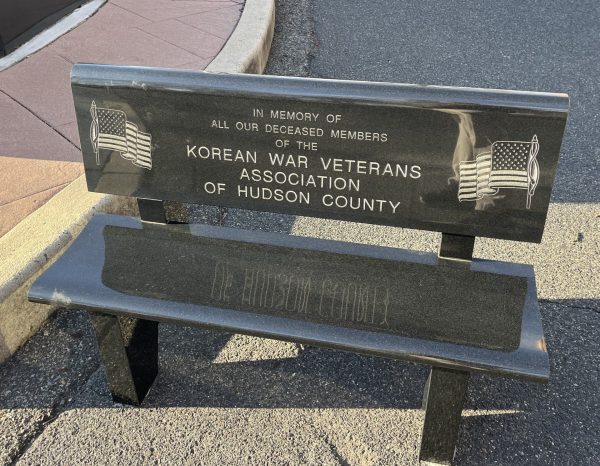 IN MEMORY OF
ALL OUR DECEASED MEMBERS
OF THE
KOREAN WAR VETERANS
ASSOCIATION
OF HUDSON COUNTY